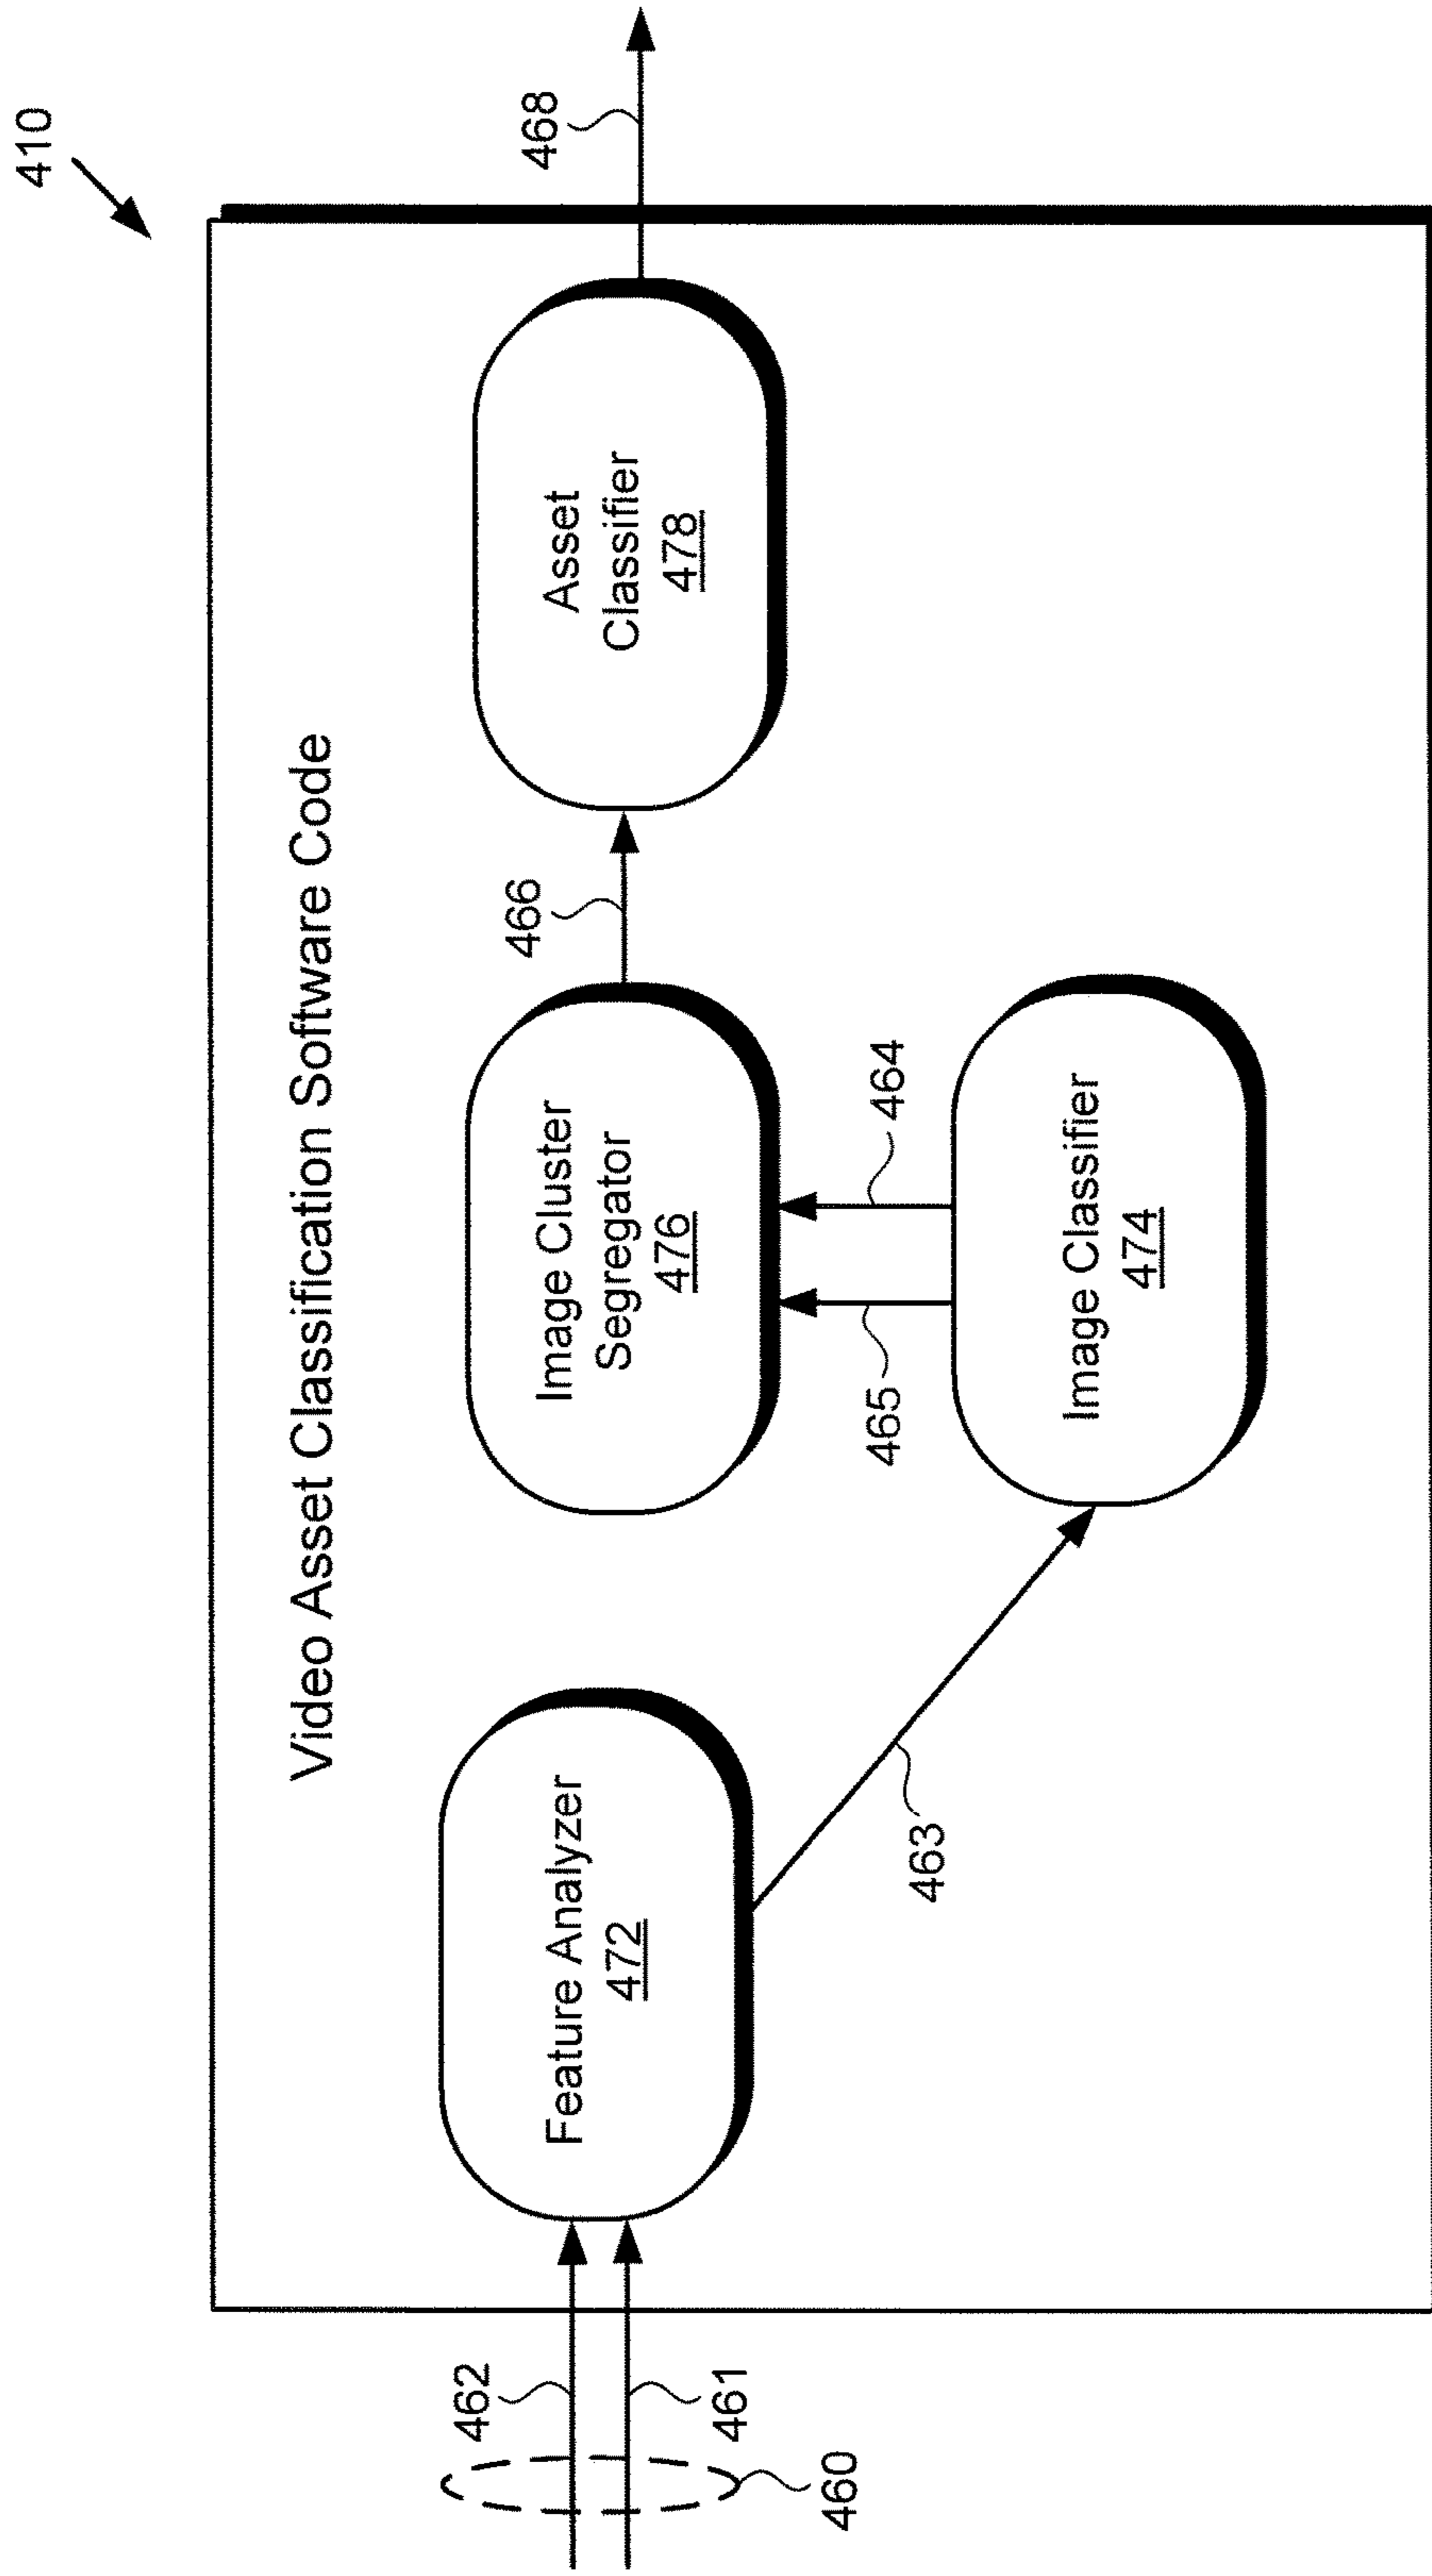 410
Video Asset Classification Software Code
462
461
460
Feature Analyzer
472
463
Image Cluster
Segregator
476
465
464
Image Classifier
474
466
Asset
Classifier
478
468